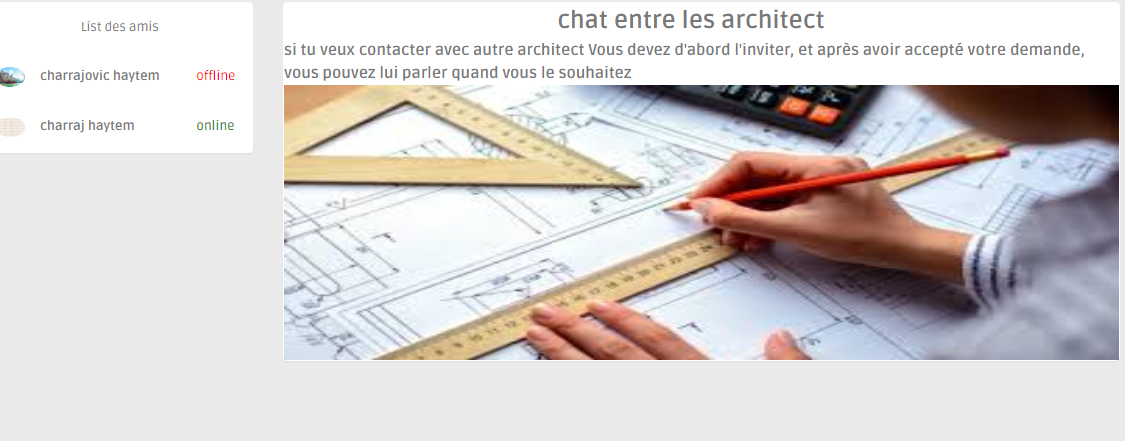 List des amis
charrajovic haytem offline
charraj haytem online
chat entre les architect
si tu veux contacter avec autre architect Vous devez d'abord l'inviter, et après avoir accepté votre demande,
vous pouvez lui parler quand vous le souhaitez